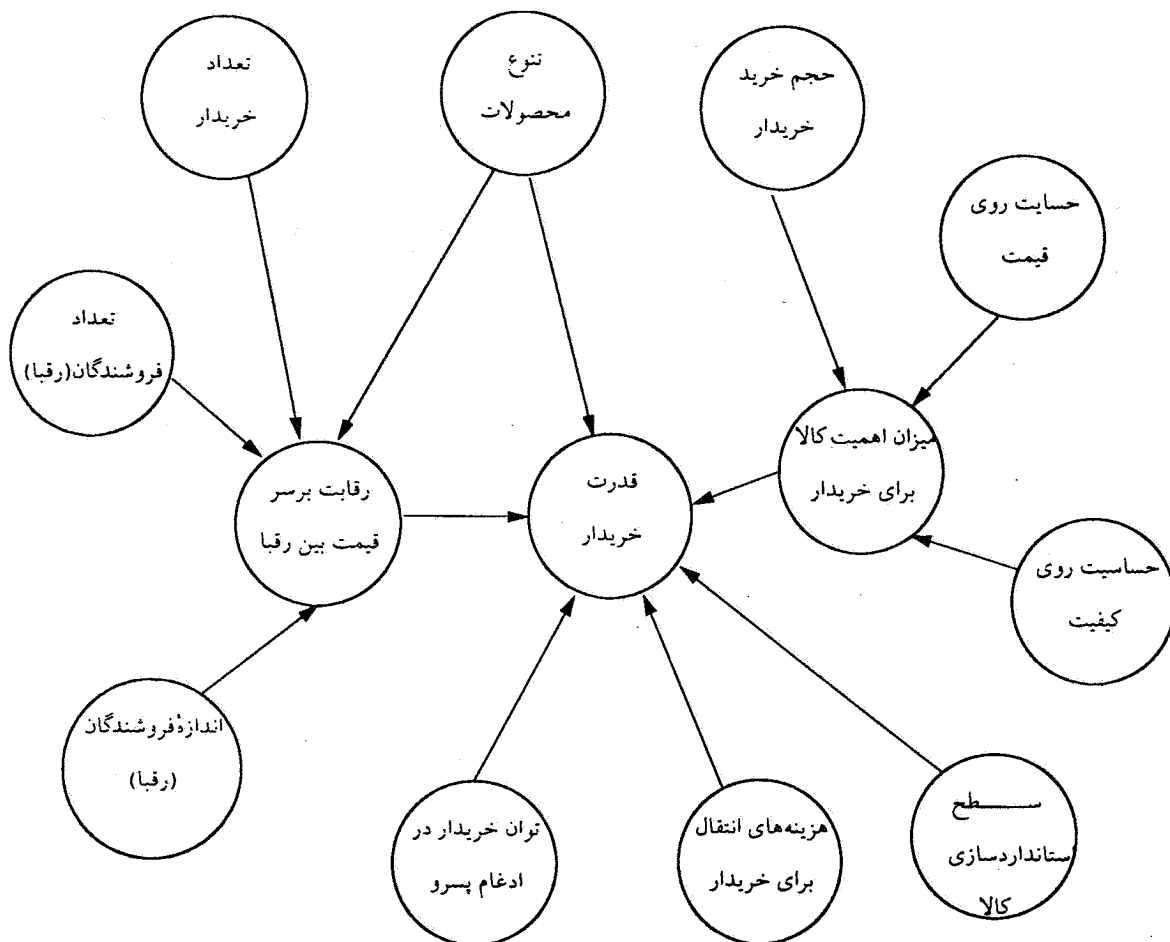 تعداد
خریدار
تنوع
محصولات
حجم خرید
خریدار
حسایت روی
قیمت
تعداد
فروشندگان(رقبا)
رقابت برسر
قیمت بین رقبا
قدرت
خریدار
میزان اهمیت کالا
برای خریدار
حساسیت روی
کیفیت
اندازهٔ فروشندگان
(رقبا)
توان خریدار در
ادغام پسرو
هزینه‌های انتقال
برای خریدار
سطح
ستانداردسازی
کالا